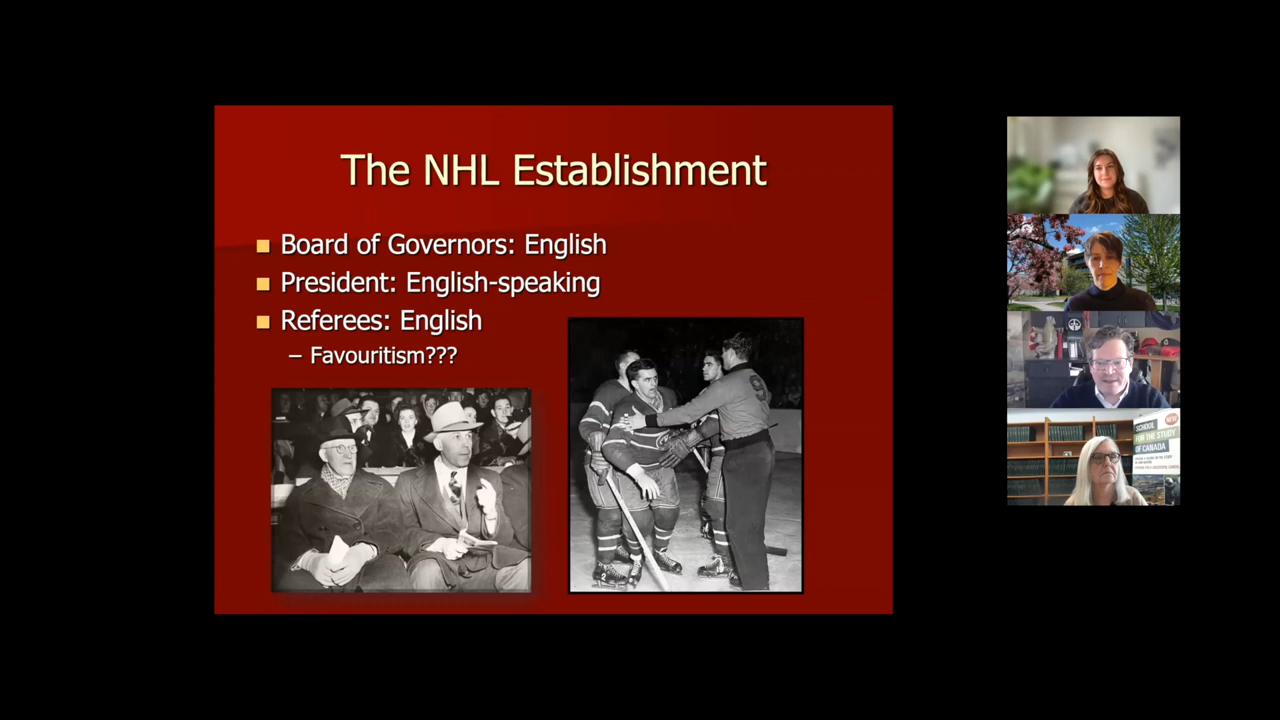 The NHL Establishment
Board of Governors: English
President: English-speaking
Referees: English
– Favouritism???
NEW
SCHOOL
FOR THE STUDY
OF CANADA